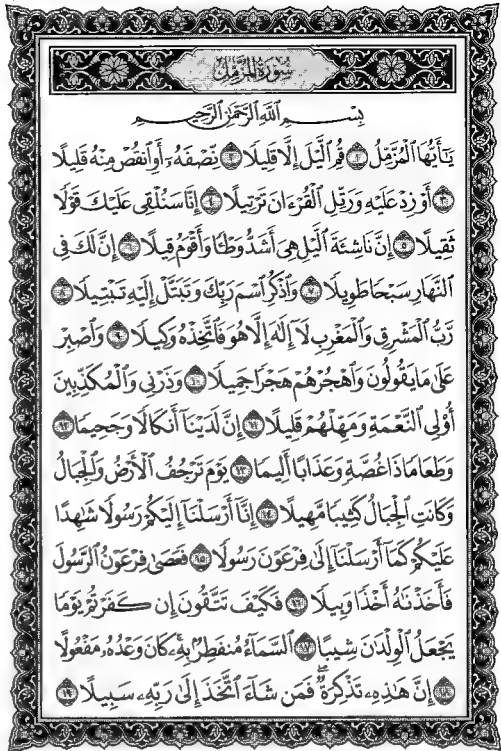 سُورَةُ المُزَّمِّلِ
بِسْمِ اللَّهِ الرَّحْمَٰنِ الرَّحِيمِ
يَٰٓأَيُّهَا ٱلْمُزَّمِّلُ ١ قُمِ ٱلَّيْلَ إِلَّا قَلِيلًا ٢ نِّصْفَهُۥٓ أَوِ ٱنقُصْ مِنْهُ قَلِيلًا
٣ أَوْ زِدْ عَلَيْهِ وَرَتِّلِ ٱلْقُرْءَانَ تَرْتِيلًا ٤ إِنَّا سَنُلْقِى عَلَيْكَ قَوْلًا
ثَقِيلًا ٥ إِنَّ نَاشِئَةَ ٱلَّيْلِ هِىَ أَشَدُّ وَطْـًٔا وَأَقْوَمُ قِيلًا ٦ إِنَّ لَكَ فِى
ٱلنَّهَارِ سَبْحًا طَوِيلًا ٧ وَٱذْكُرِ ٱسْمَ رَبِّكَ وَتَبَتَّلْ إِلَيْهِ تَبْتِيلًا ٨
رَّبُّ ٱلْمَشْرِقِ وَٱلْمَغْرِبِ لَآ إِلَٰهَ إِلَّا هُوَ فَٱتَّخِذْهُ وَكِيلًا ٩ وَٱصْبِرْ
عَلَىٰ مَا يَقُولُونَ وَٱهْجُرْهُمْ هَجْرًا جَمِيلًا ١٠ وَذَرْنِى وَٱلْمُكَذِّبِينَ
أُو۟لِى ٱلنَّعْمَةِ وَمَهِّلْهُمْ قَلِيلًا ١١ إِنَّ لَدَيْنَآ أَنكَالًا وَجَحِيمًا ١٢
وَطَعَامًا ذَا غُصَّةٍ وَعَذَابًا أَلِيمًا ١٣ يَوْمَ تَرْجُفُ ٱلْأَرْضُ وَٱلْجِبَالُ
وَكَانَتِ ٱلْجِبَالُ كَثِيبًا مَّهِيلًا ١٤ إِنَّآ أَرْسَلْنَآ إِلَيْكُمْ رَسُولًا شَٰهِدًا
عَلَيْكُمْ كَمَآ أَرْسَلْنَآ إِلَىٰ فِرْعَوْنَ رَسُولًا ١٥ فَعَصَىٰ فِرْعَوْنُ ٱلرَّسُولَ
فَأَخَذْنَٰهُ أَخْذًا وَبِيلًا ١٦ فَكَيْفَ تَتَّقُونَ إِن كَفَرْتُمْ يَوْمًا
يَجْعَلُ ٱلْوِلْدَٰنَ شِيبًا ١٧ ٱلسَّمَآءُ مُنفَطِرٌۢ بِهِۦ كَانَ وَعْدُهُۥ مَفْعُولًا
١٨ إِنَّ هَٰذِهِۦ تَذْكِرَةٌ فَمَن شَآءَ ٱتَّخَذَ إِلَىٰ رَبِّهِۦ سَبِيلًا ١٩